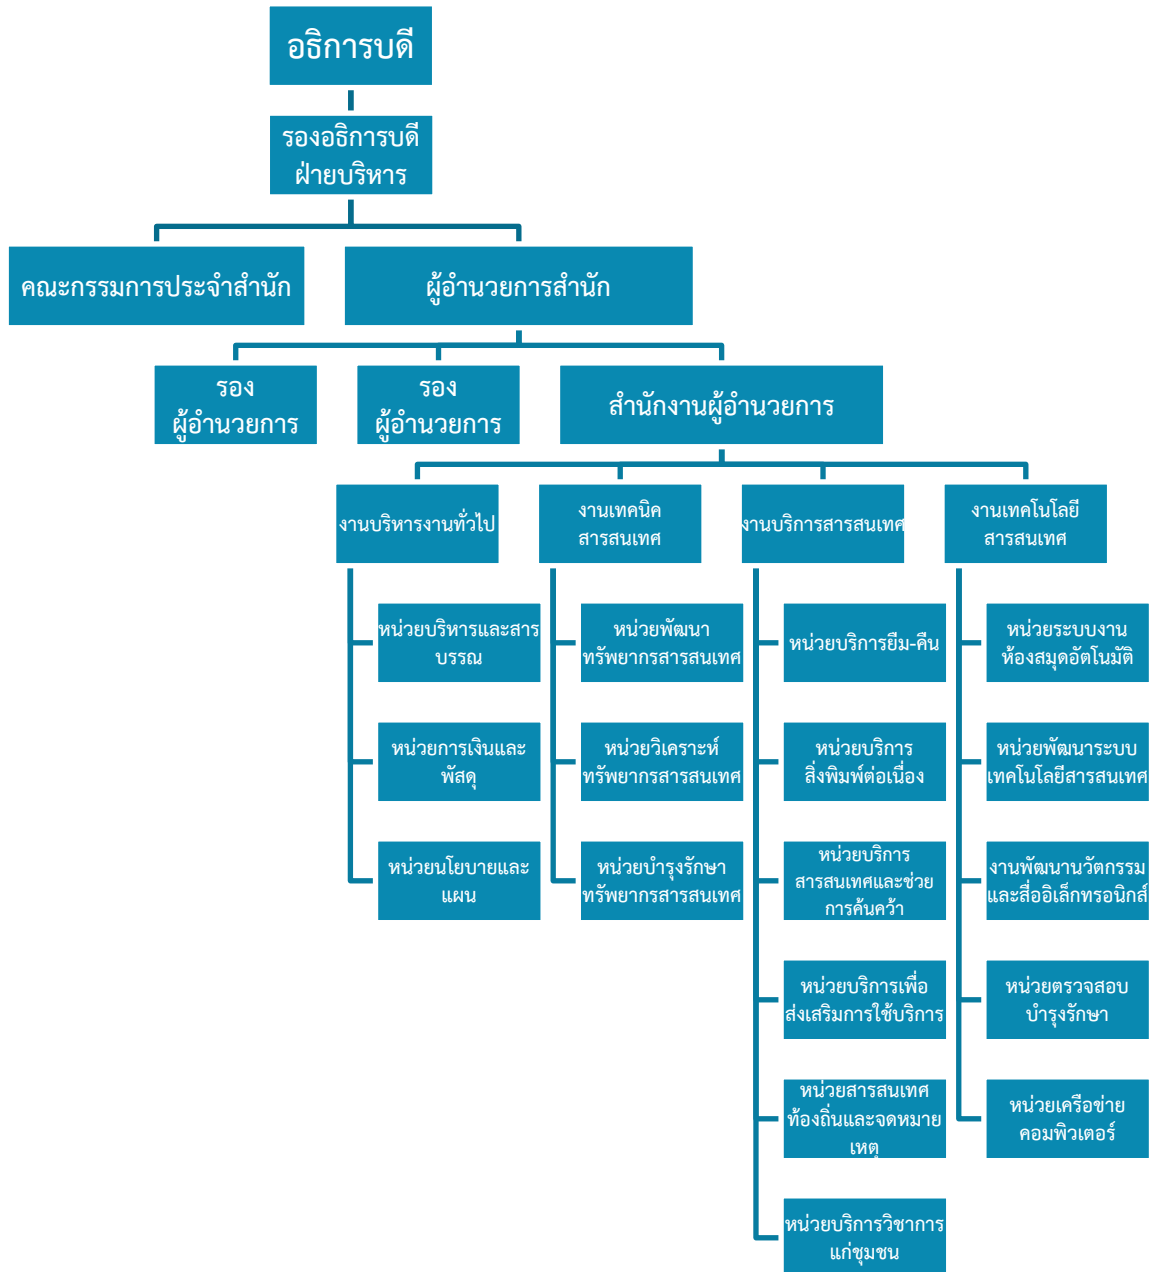 อธิการบดี
รองอธิการบดี
ฝ่ายบริหาร
คณะกรรมการประจำสำนัก
ผู้อำนวยการสำนัก
รอง
ผู้อำนวยการ
รอง
ผู้อำนวยการ
สำนักงานผู้อำนวยการ
งานบริหารงานทั่วไป
หน่วยบริหารและสาร
บรรณ
หน่วยการเงินและ
พัสดุ
หน่วยนโยบายและ
แผน
งานเทคนิค
สารสนเทศ
หน่วยพัฒนา
ทรัพยากรสารสนเทศ
หน่วยวิเคราะห์
ทรัพยากรสารสนเทศ
หน่วยบำรุงรักษา
ทรัพยากรสารสนเทศ
งานบริการสารสนเทศ
หน่วยบริการยืม-คืน
หน่วยบริการ
สิ่งพิมพ์ต่อเนื่อง
หน่วยบริการ
สารสนเทศและช่วย
การค้นคว้า
หน่วยบริการเพื่อ
ส่งเสริมการใช้บริการ
หน่วยสารสนเทศ
ท้องถิ่นและจดหมาย
เหตุ
หน่วยบริการวิชาการ
แก่ชุมชน
งานเทคโนโลยี
สารสนเทศ
หน่วยระบบงาน
ห้องสมุดอัตโนมัติ
หน่วยพัฒนาระบบ
เทคโนโลยีสารสนเทศ
งานพัฒนานวัตกรรม
และสื่ออิเล็กทรอนิกส์
หน่วยตรวจสอบ
บำรุงรักษา
หน่วยเครือข่าย
คอมพิวเตอร์